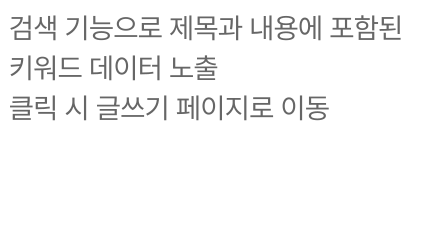 검색 기능으로 제목과 내용에 포함된
키워드 데이터 노출
클릭 시 글쓰기 페이지로 이동